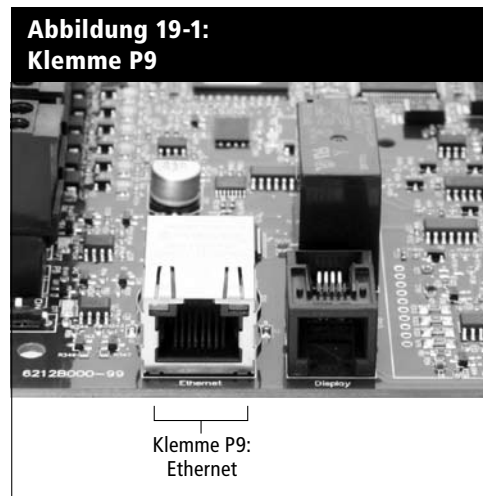 Abbildung 19-1:
Klemme P9
62128000-99
Ethernet
Display
Klemme P9:
Ethernet